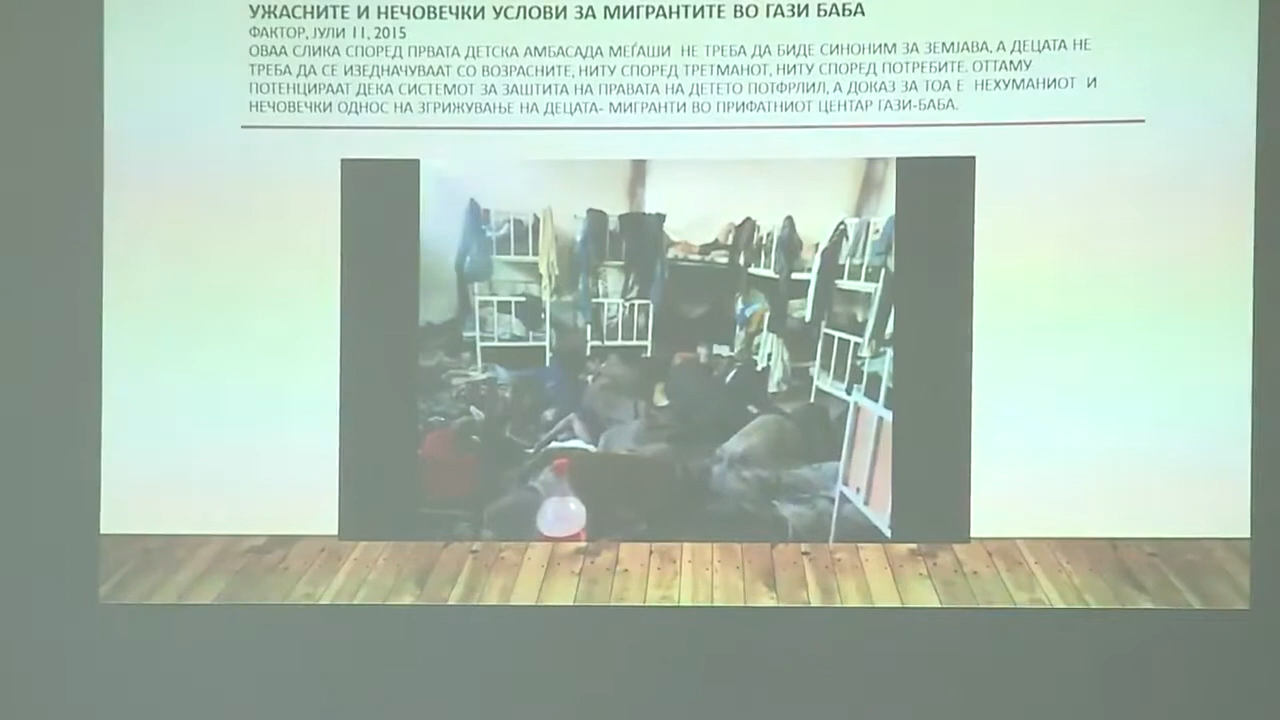 УЖАСНИТЕ И НЕЧОВЕЧКИ УСЛОВИ ЗА МИГРАНТИТЕ ВО ГАЗИ БАБА
ФАКТОР, ЈУЛИ 11, 2015
ОВАА СЛИКА СПОРЕД ПРВАТА ДЕТСКА АМБАСАДА МЕЃАШИ НЕ ТРЕБА ДА БИДЕ СИНОНИМ ЗА ЗЕМЈАВА, А ДЕЦАТА НЕ
ТРЕБА ДА СЕ ИЗЕДНАЧУВААТ СО ВОЗРАСНИТЕ, НИТУ СПОРЕД ТРЕТМАНОТ, НИТУ СПОРЕД ПОТРЕБИТЕ. ОТТАМУ
ПОТЕНЦИРААТ ДЕКА СИСТЕМОТ ЗА ЗАШТИТА НА ПРАВАТА НА ДЕТЕТО ПОТФРЛИЛ, А ДОКАЗ ЗА ТОА Е НЕХУМАНИОТ И
НЕЧОВЕЧКИ ОДНОС НА ЗГРИЖУВАЊЕ НА ДЕЦАТА- МИГРАНТИ ВО ПРИФАТНИОТ ЦЕНТАР ГАЗИ-БАБА.